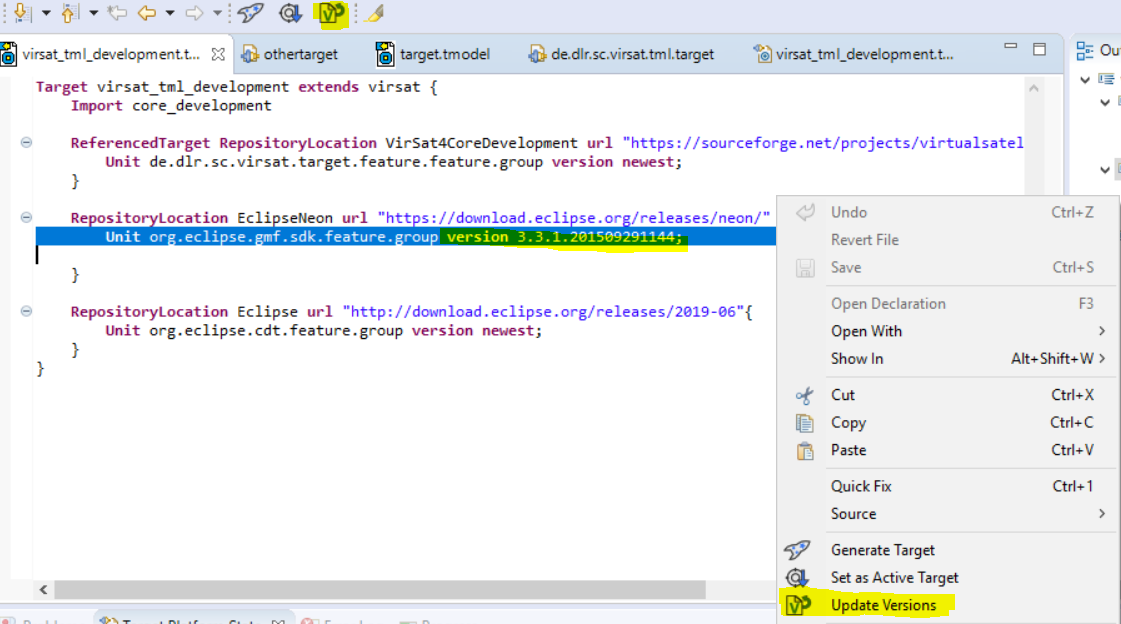 virsat_tml_development.t... othertarget target.tmodel de.dlr.sc.virsat.tml.target virsat_tml_development.t... Ou
Target virsat_tml_development extends virsat {
Import core_development
ReferencedTarget RepositoryLocation VirSat4CoreDevelopment url "https://sourceforge.net/projects/virtualsatel
Unit de.dlr.sc.virsat.target.feature.feature.group version newest;
}
RepositoryLocation EclipseNeon url "https://download.eclipse.org/releases/neon/"
Unit org.eclipse.gmf.sdk.feature.group version 3.3.1.201509291144;
}
RepositoryLocation Eclipse url "http://download.eclipse.org/releases/2019-06"{
Unit org.eclipse.cdt.feature.group version newest;
}
}
Undo Ctrl+Z
Revert File
Save Ctrl+S
Open Declaration F3
Open With
Show In Alt+Shift+W
Cut Ctrl+X
Copy Ctrl+C
Paste Ctrl+V
Quick Fix Ctrl+1
Source
Generate Target
Set as Active Target
Update Versions